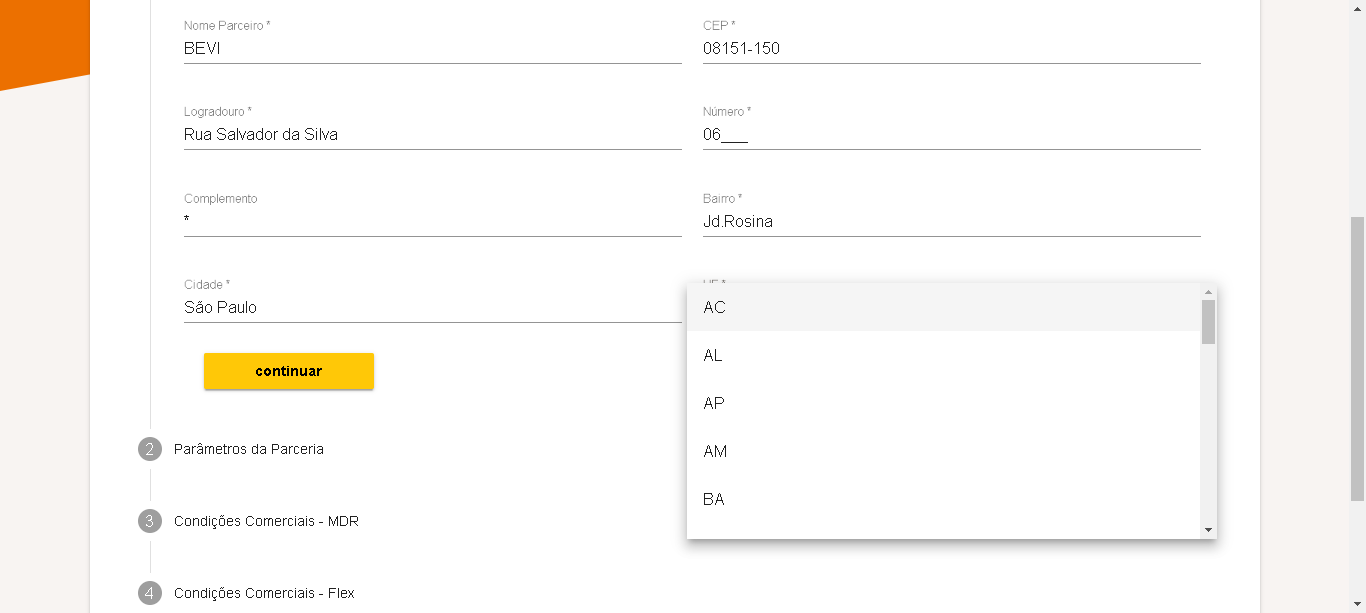 Nome Parceiro *
BEVI
CEP *
08151-150
Logradouro *
Rua Salvador da Silva
Número *
06___
Complemento
*
Bairro *
Jd.Rosina
Cidade *
São Paulo
UF *
AC
AL
AP
AM
BA
continuar
2 Parâmetros da Parceria
3 Condições Comerciais - MDR
4 Condições Comerciais - Flex